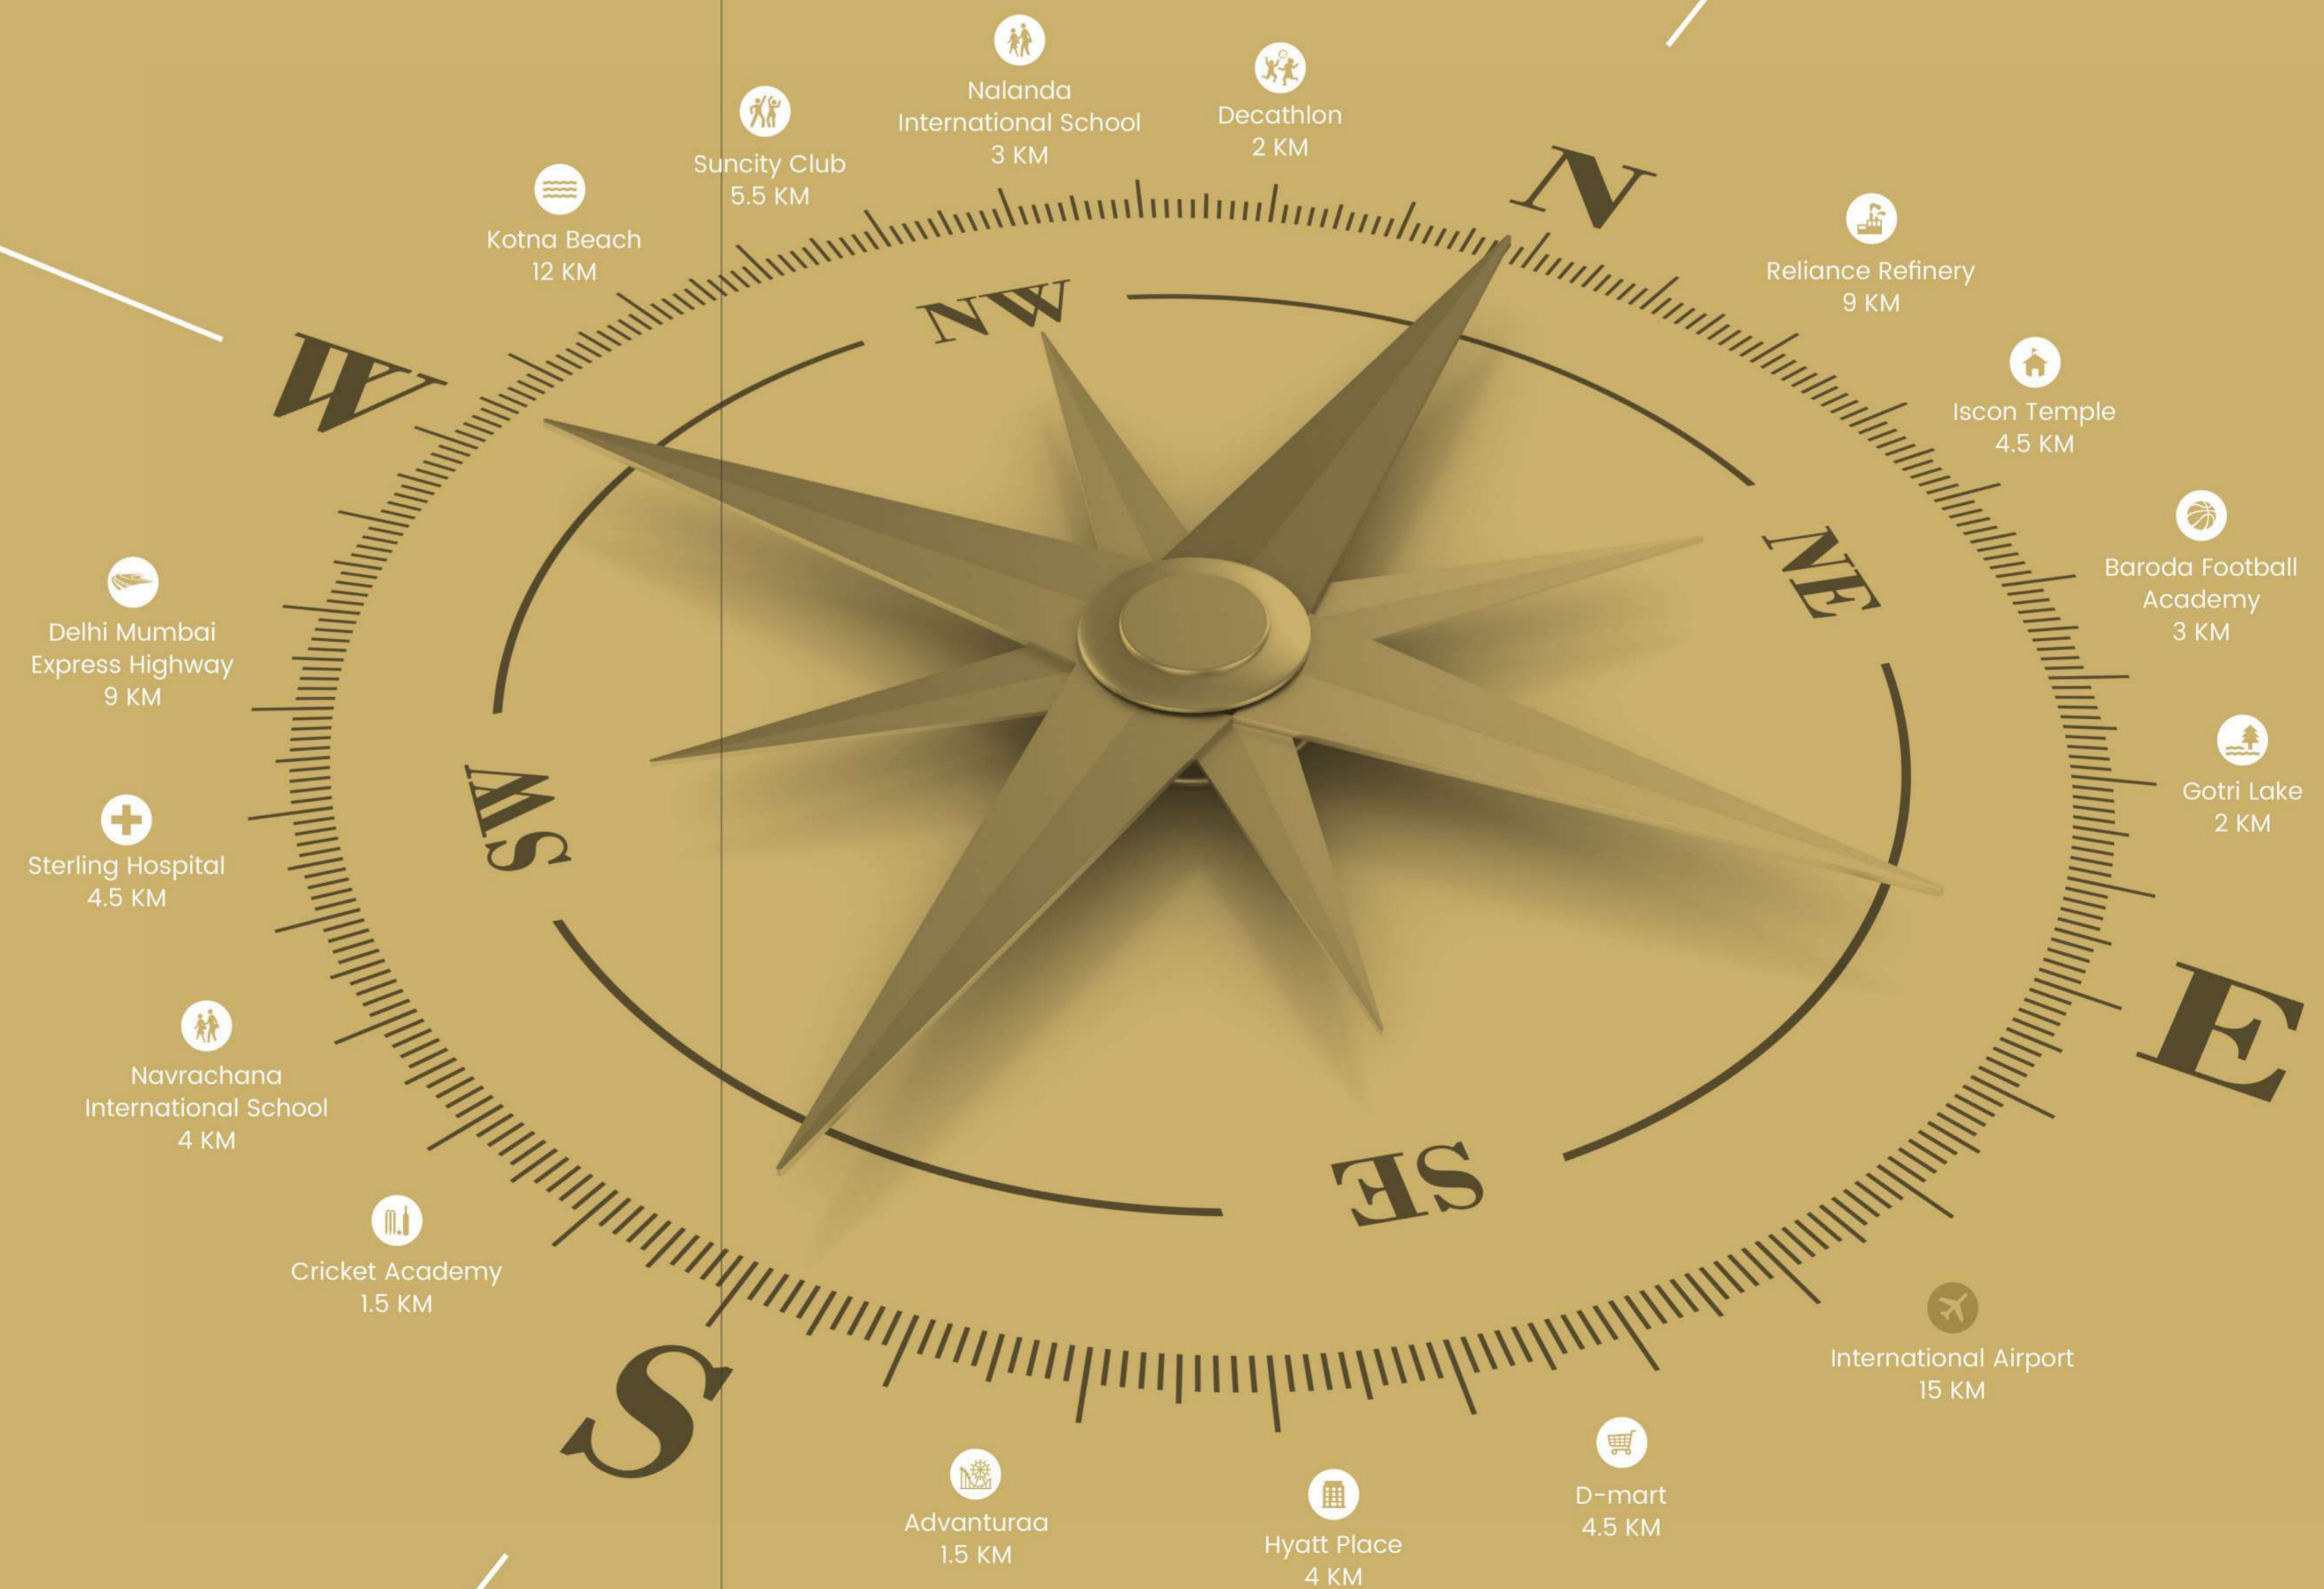 Nalanda
International School
3 KM
Decathlon
2 KM
Suncity Club
5.5 KM
Kotna Beach
12 KM
N
Reliance Refinery
9 KM
NW
W
Iscon Temple
4.5 KM
NE
Baroda Football
Academy
3 KM
Delhi Mumbai
Express Highway
9 KM
Gotri Lake
2 KM
SW
Sterling Hospital
4.5 KM
E
Navrachana
International School
4 KM
SE
Cricket Academy
1.5 KM
S
International Airport
15 KM
Advanturaa
1.5 KM
Hyatt Place
4 KM
D-mart
4.5 KM